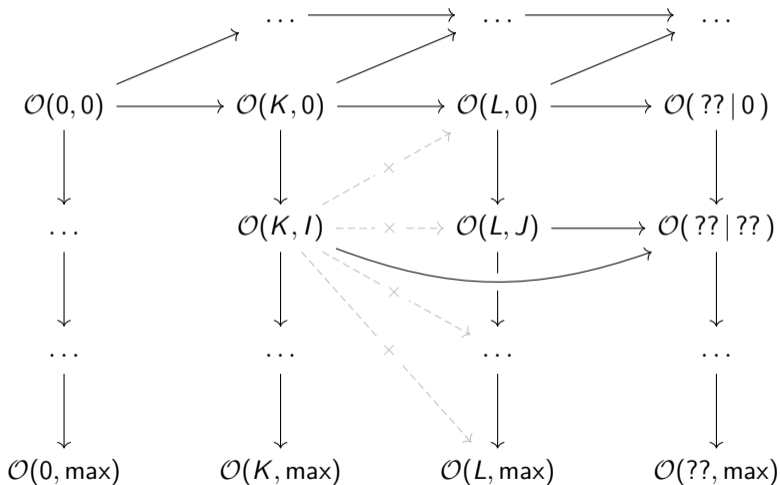 ... ... ...
𝒪(0, 0) 𝒪(K, 0) 𝒪(L, 0) 𝒪( ?? | 0 )
... 𝒪(K, I) 𝒪(L, J) 𝒪( ?? | ??)
... ... ... ...
𝒪(0, max) 𝒪(K, max) 𝒪(L, max) 𝒪(??, max)